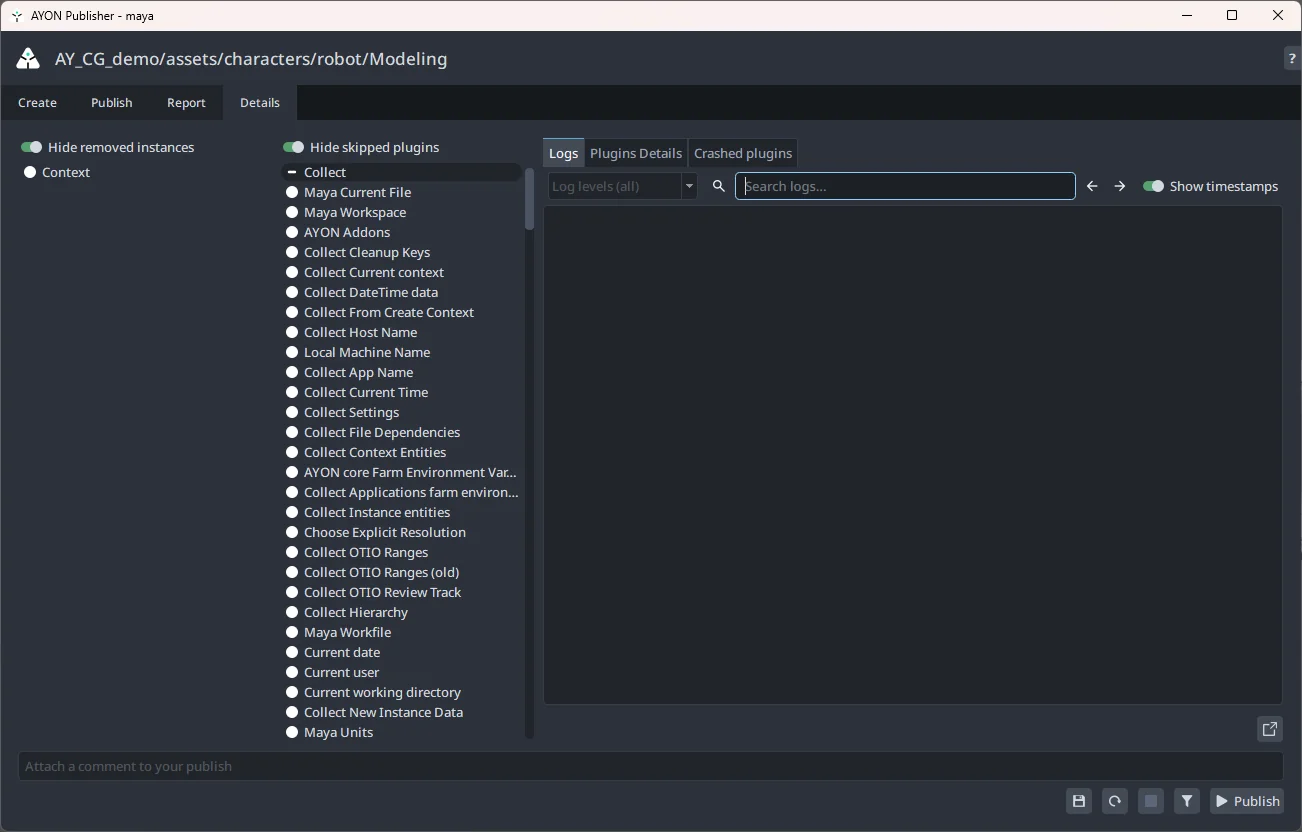 AYON Publisher - maya
AY_CG_demo/assets/characters/robot/Modeling
?
Create Publish Report Details
Hide removed instances
Context
Hide skipped plugins
Collect
Maya Current File
Maya Workspace
AYON Addons
Collect Cleanup Keys
Collect Current context
Collect DateTime data
Collect From Create Context
Collect Host Name
Local Machine Name
Collect App Name
Collect Current Time
Collect Settings
Collect File Dependencies
Collect Context Entities
AYON core Farm Environment Var...
Collect Applications farm environ...
Collect Instance entities
Choose Explicit Resolution
Collect OTIO Ranges
Collect OTIO Ranges (old)
Collect OTIO Review Track
Collect Hierarchy
Maya Workfile
Current date
Current user
Current working directory
Collect New Instance Data
Maya Units
Logs Plugins Details Crashed plugins
Log levels (all) Search logs... Show timestamps
Attach a comment to your publish
Publish